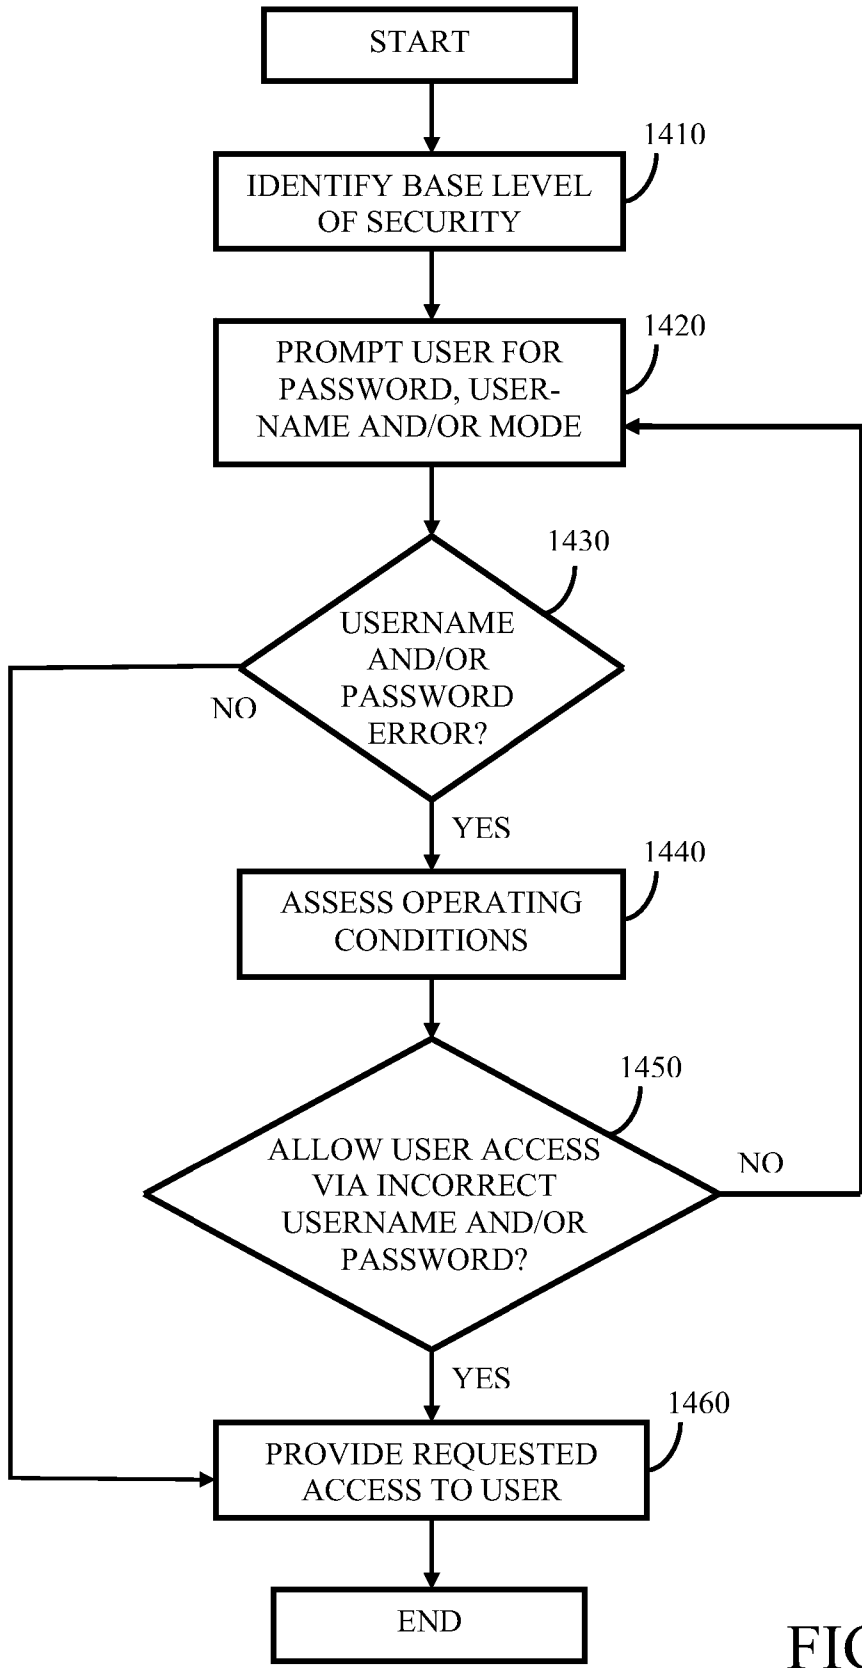 START
1410
IDENTIFY BASE LEVEL
OF SECURITY
1420
PROMPT USER FOR
PASSWORD, USER-
NAME AND/OR MODE
1430
USERNAME
AND/OR
PASSWORD
ERROR?
NO
YES
1440
ASSESS OPERATING
CONDITIONS
1450
ALLOW USER ACCESS
VIA INCORRECT
USERNAME AND/OR
PASSWORD?
NO
YES
1460
PROVIDE REQUESTED
ACCESS TO USER
END